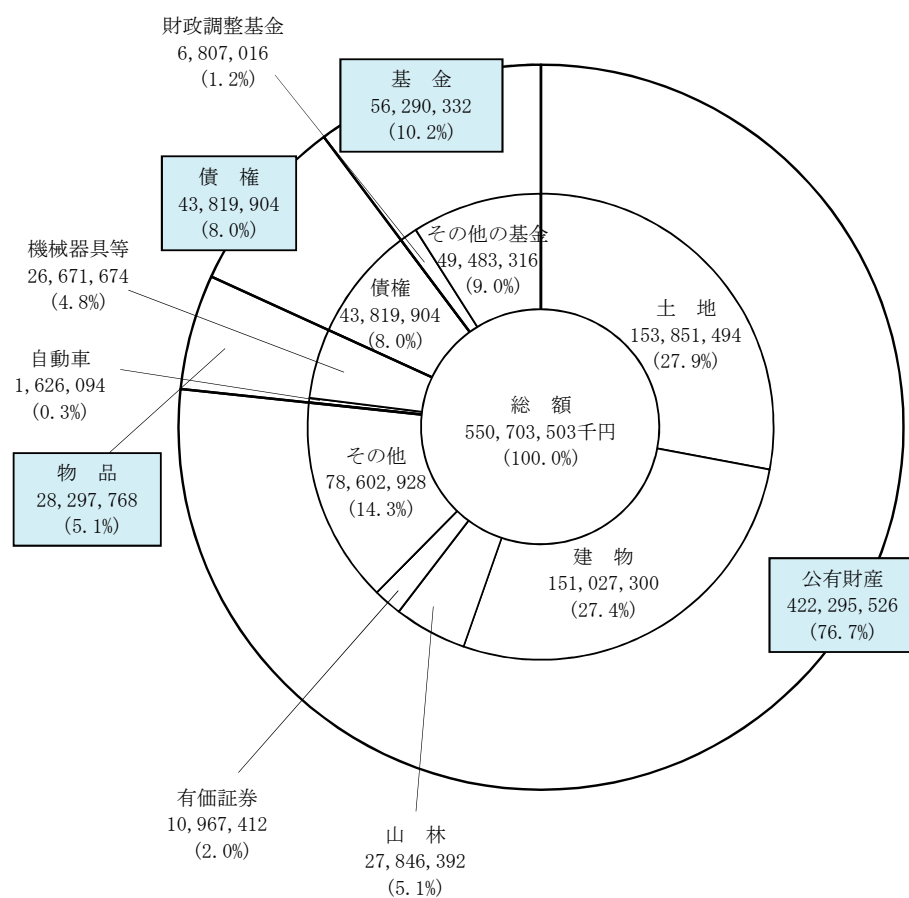 財政調整基金
6,807,016
(1.2%)
基　金
56,290,332
(10.2%)
債　権
43,819,904
(8.0%)
その他の基金
49,483,316
(9.0%)
機械器具等
26,671,674
(4.8%)
債権
43,819,904
(8.0%)
土　地
153,851,494
(27.9%)
自動車
1,626,094
(0.3%)
総　額
550,703,503千円
(100.0%)
その他
78,602,928
(14.3%)
物　品
28,297,768
(5.1%)
建　物
151,027,300
(27.4%)
公有財産
422,295,526
(76.7%)
有価証券
10,967,412
(2.0%)
山　林
27,846,392
(5.1%)